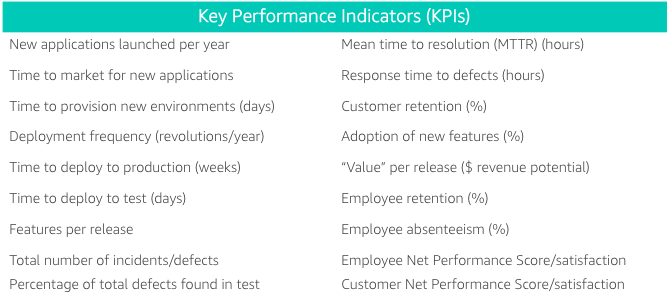 Key Performance Indicators (KPIs)
New applications launched per year
Mean time to resolution (MTTR) (hours)
Time to market for new applications
Response time to defects (hours)
Time to provision new environments (days)
Customer retention (%)
Deployment frequency (revolutions/year)
Adoption of new features (%)
Time to deploy to production (weeks)
“Value” per release ($ revenue potential)
Time to deploy to test (days)
Employee retention (%)
Features per release
Employee absenteeism (%)
Total number of incidents/defects
Employee Net Performance Score/satisfaction
Percentage of total defects found in test
Customer Net Performance Score/satisfaction